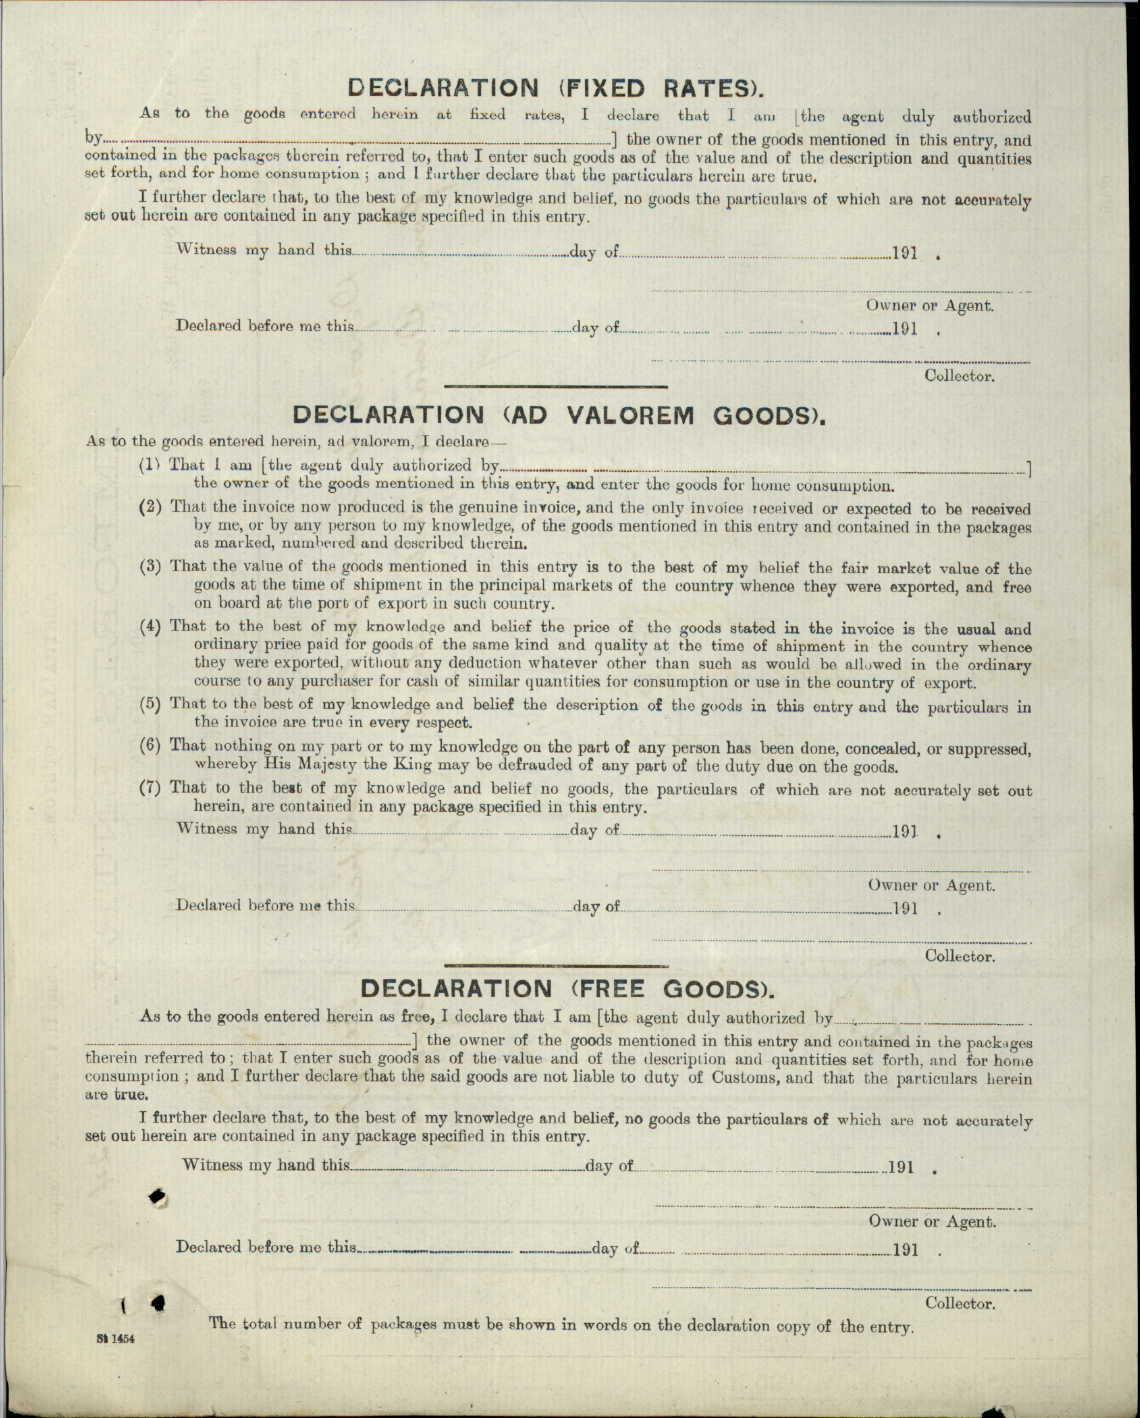 DECLARATION (FIXED RATES).
As to the goods entered herein at fixed rates, I declare that I am [the agent duly authorized
by ] the owner of the goods mentioned in this entry, and
contained in the packages therein referred to, that I enter such goods as of the value and of the description and quantities
set forth, and for home consumption ; and I further declare that the particulars herein are true.
I further declare that, to the best of my knowledge and belief, no goods the particulars of which are not accurately
set out herein are contained in any package specified in this entry.
Witness my hand this day of 191 .
Owner or Agent.
Declared before me this day of 191 .
Collector.
DECLARATION (AD VALOREM GOODS).
As to the goods entered herein, ad valorem, I declare—
(1) That I am [the agent duly authorized by ]
the owner of the goods mentioned in this entry, and enter the goods for home consumption.
(2) That the invoice now produced is the genuine invoice, and the only invoice received or expected to be received
by me, or by any person to my knowledge, of the goods mentioned in this entry and contained in the packages
as marked, numbered and described therein.
(3) That the value of the goods mentioned in this entry is to the best of my belief the fair market value of the
goods at the time of shipment in the principal markets of the country whence they were exported, and free
on board at the port of export in such country.
(4) That to the best of my knowledge and belief the price of the goods stated in the invoice is the usual and
ordinary price paid for goods of the same kind and quality at the time of shipment in the country whence
they were exported, without any deduction whatever other than such as would be allowed in the ordinary
course to any purchaser for cash of similar quantities for consumption or use in the country of export.
(5) That to the best of my knowledge and belief the description of the goods in this entry and the particulars in
the invoice are true in every respect.
(6) That nothing on my part or to my knowledge on the part of any person has been done, concealed, or suppressed,
whereby His Majesty the King may be defrauded of any part of the duty due on the goods.
(7) That to the best of my knowledge and belief no goods, the particulars of which are not accurately set out
herein, are contained in any package specified in this entry.
Witness my hand this day of 191 .
Owner or Agent.
Declared before me this day of 191 .
Collector.
DECLARATION (FREE GOODS).
As to the goods entered herein as free, I declare that I am [the agent duly authorized by
] the owner of the goods mentioned in this entry and contained in the packages
therein referred to ; that I enter such goods as of the value and of the description and quantities set forth, and for home
consumption ; and I further declare that the said goods are not liable to duty of Customs, and that the particulars herein
are true.
I further declare that, to the best of my knowledge and belief, no goods the particulars of which are not accurately
set out herein are contained in any package specified in this entry.
Witness my hand this day of 191 .
Owner or Agent.
Declared before me this day of 191 .
Collector.
The total number of packages must be shown in words on the declaration copy of the entry.
St 1454